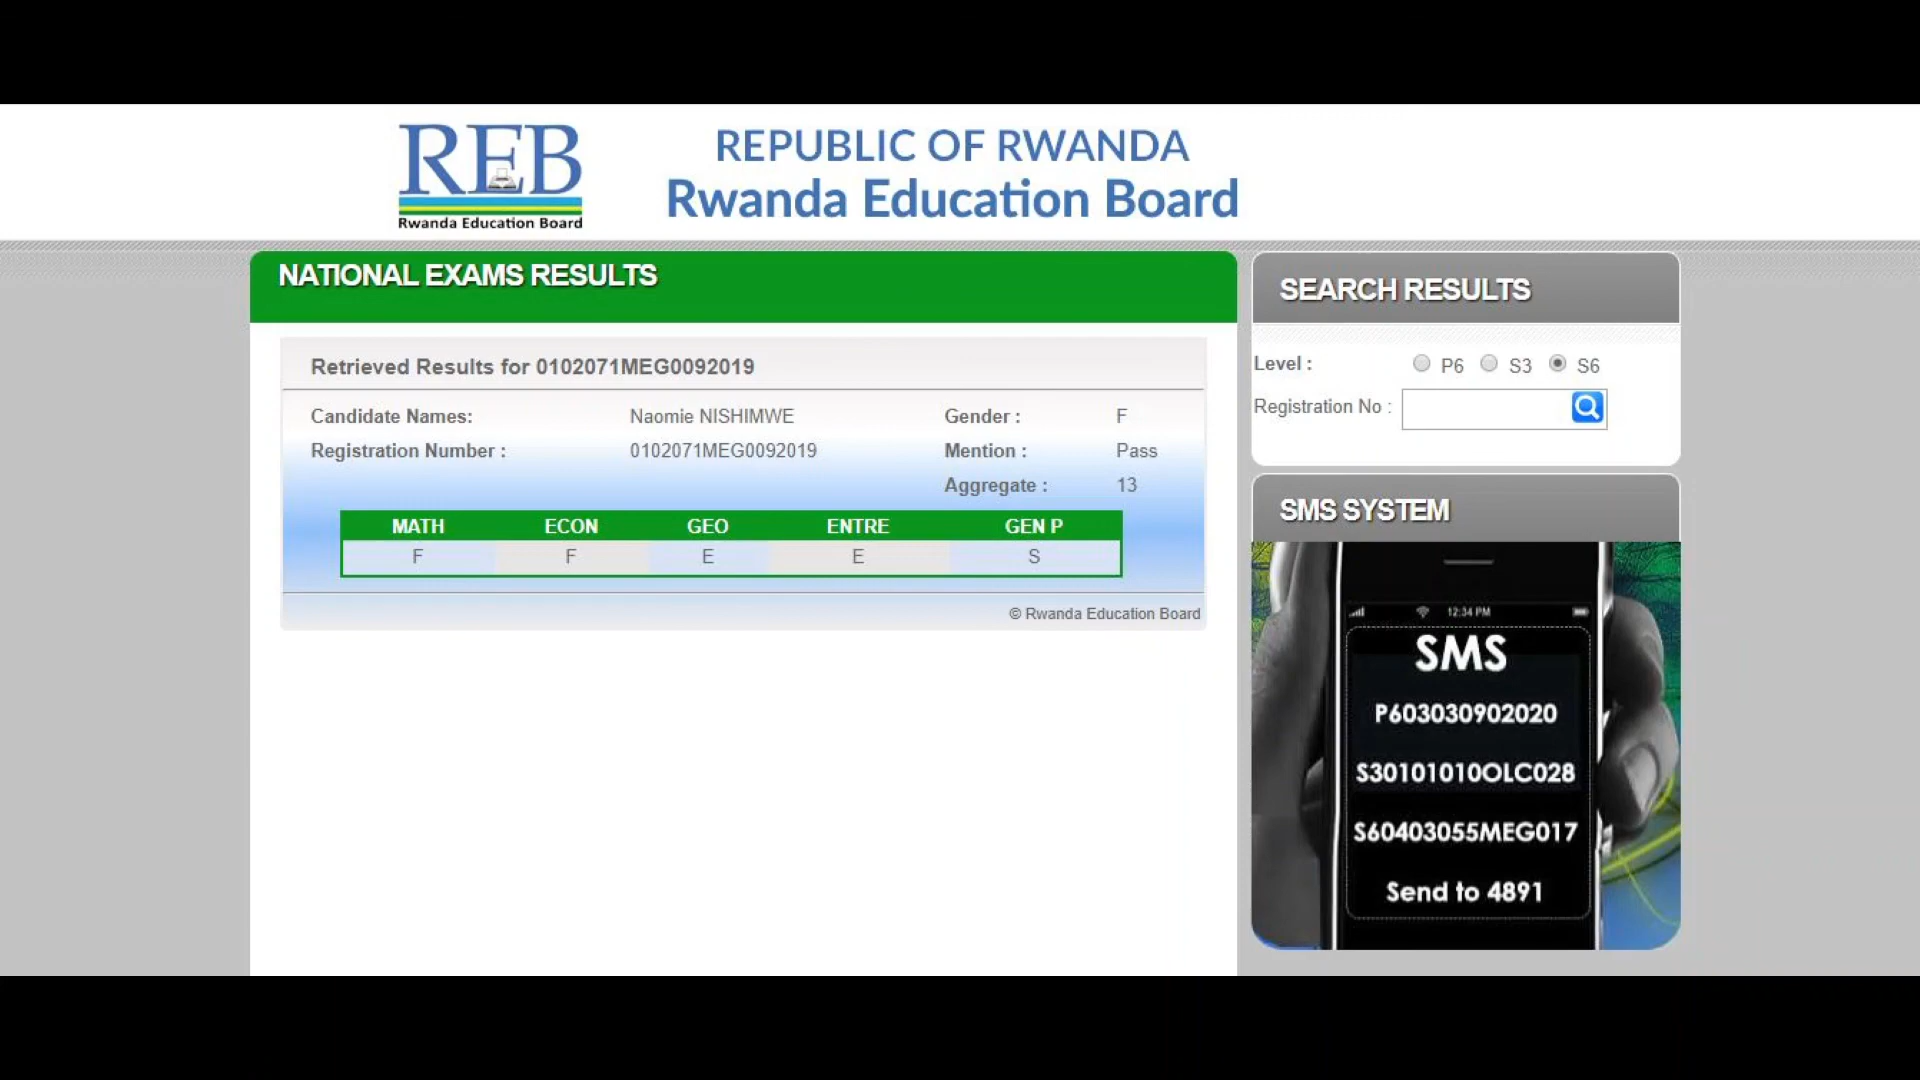 REB
Rwanda Education Board
REPUBLIC OF RWANDA
Rwanda Education Board
NATIONAL EXAMS RESULTS
Retrieved Results for 0102071MEG0092019
Candidate Names: Naomie NISHIMWE Gender : F
Registration Number : 0102071MEG0092019 Mention : Pass
Aggregate : 13
MATH ECON GEO ENTRE GEN P
F F E E S
© Rwanda Education Board
SEARCH RESULTS
Level : P6 S3 S6
Registration No :
SMS SYSTEM
12:34 PM
SMS
P603030902020
S30101010OLC028
S60403055MEG017
Send to 4891